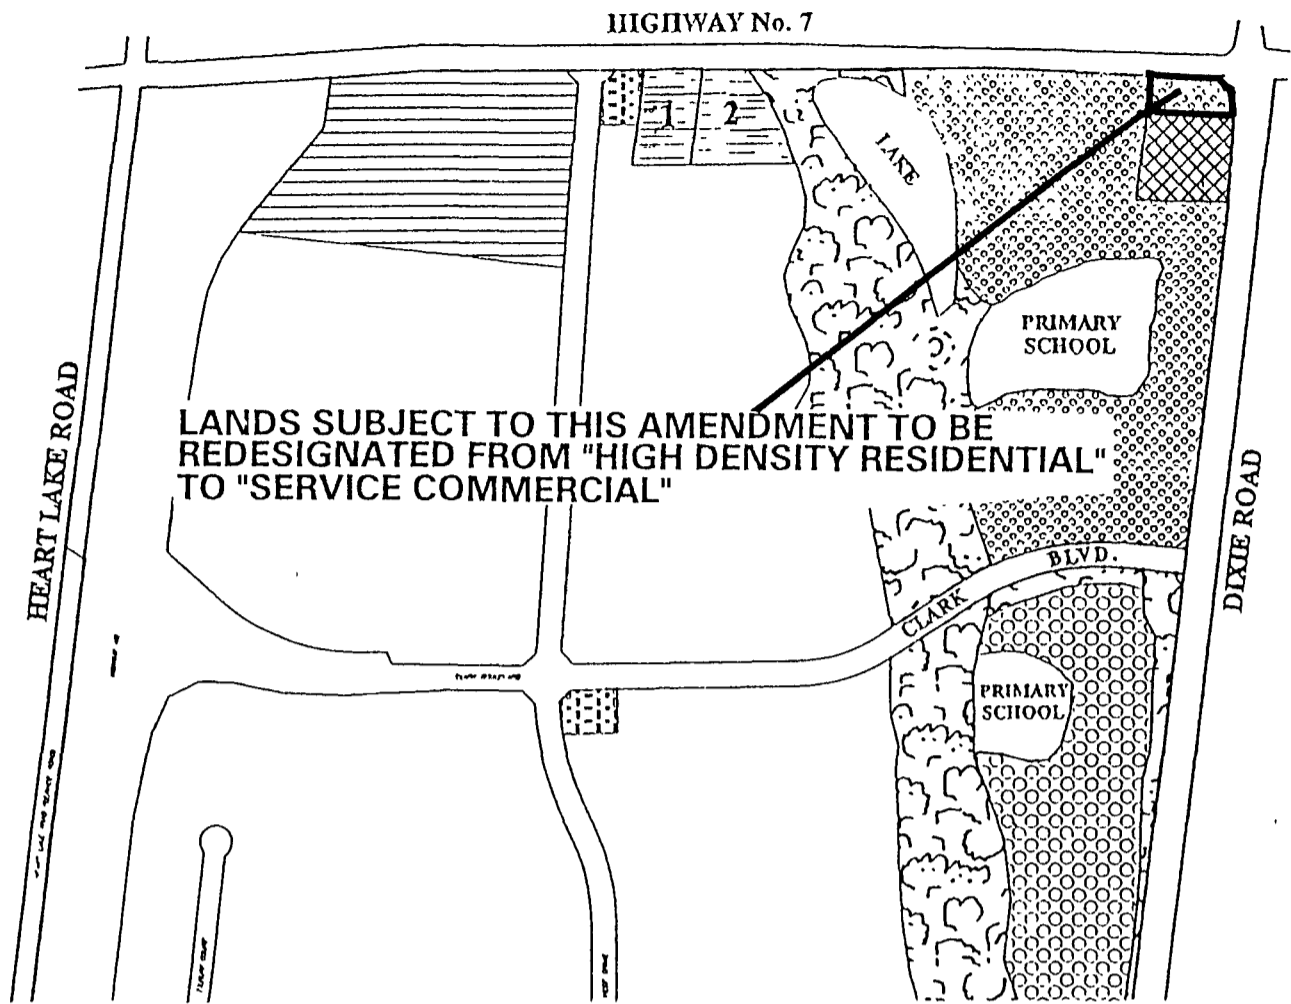 HIGHWAY No. 7
1
2
LAKE
PRIMARY
SCHOOL
LANDS SUBJECT TO THIS AMENDMENT TO BE
REDESIGNATED FROM "HIGH DENSITY RESIDENTIAL"
TO "SERVICE COMMERCIAL"
HEART LAKE ROAD
DIXIE ROAD
CLARK BLVD.
PRIMARY
SCHOOL